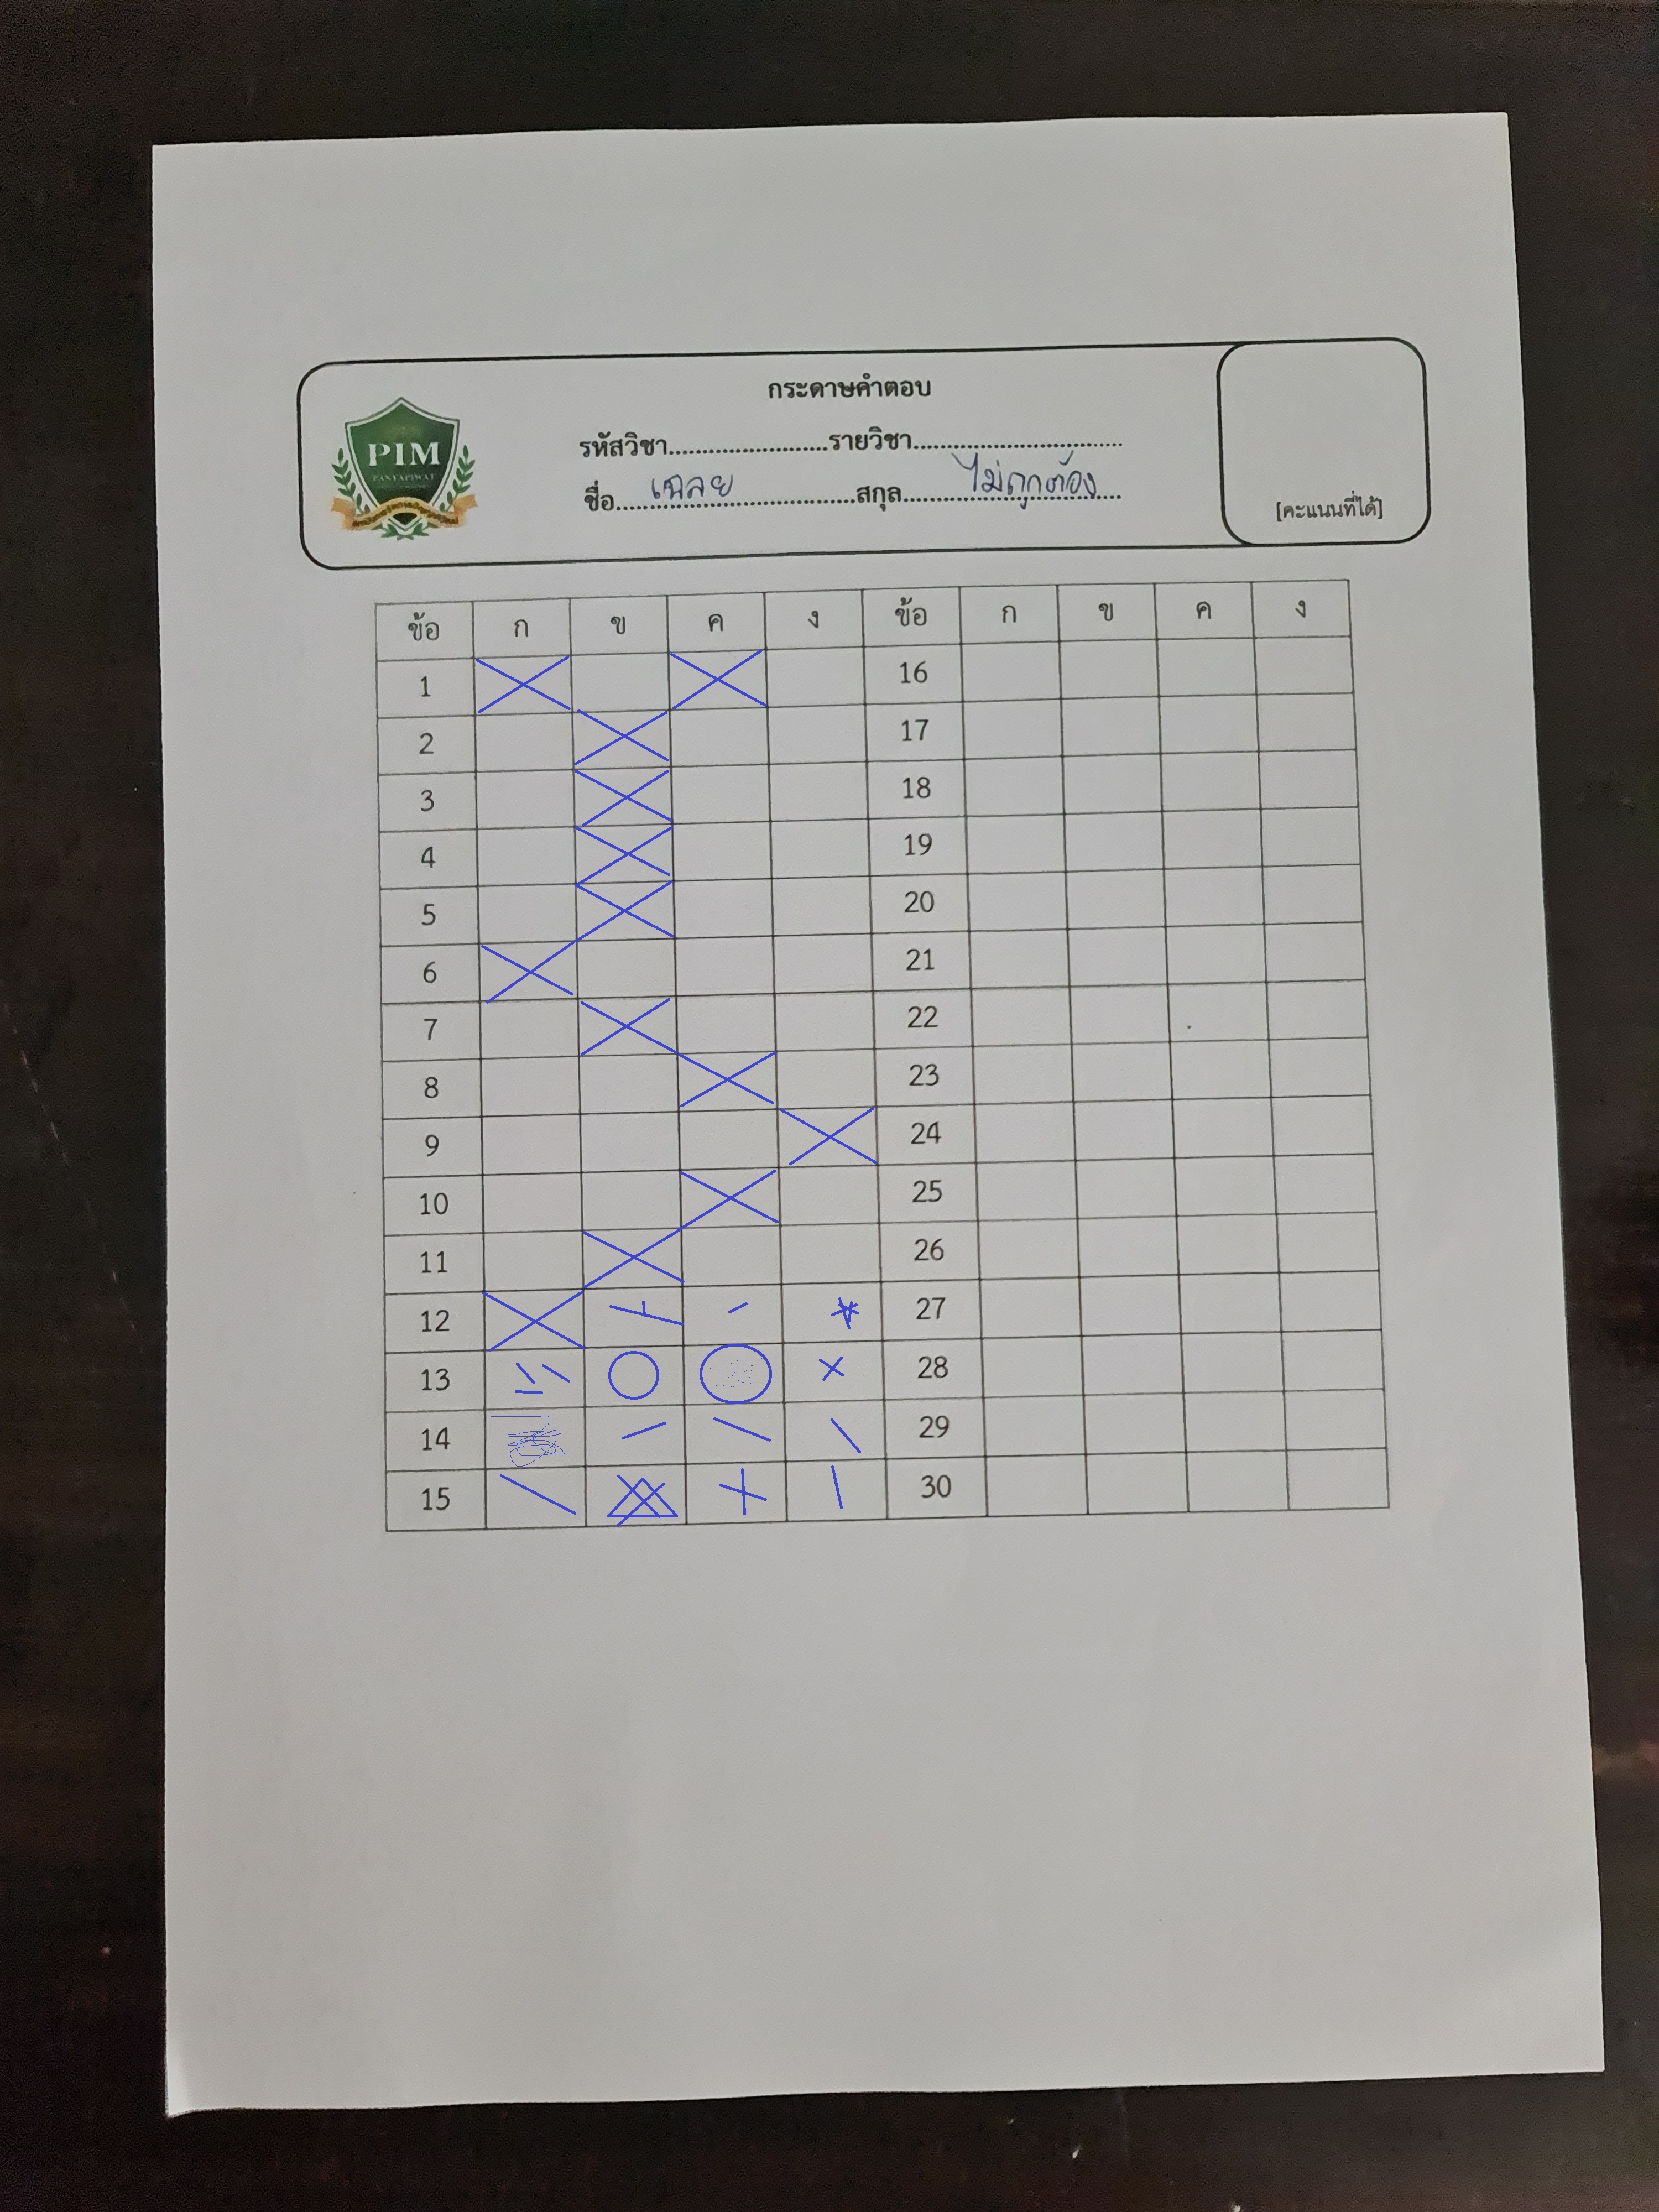 กระดาษคำตอบ
รหัสวิชา........................รายวิชา................................
ชื่อ....เฉลย....สกุล....ไม่ถูกต้อง....
[คะแนนที่ได้]
PIM
PANYAPIWAT
ข้อ ก ข ค ง ข้อ ก ข ค ง
1 16
2 17
3 18
4 19
5 20
6 21
7 22
8 23
9 24
10 25
11 26
12 27
13 28
14 29
15 30